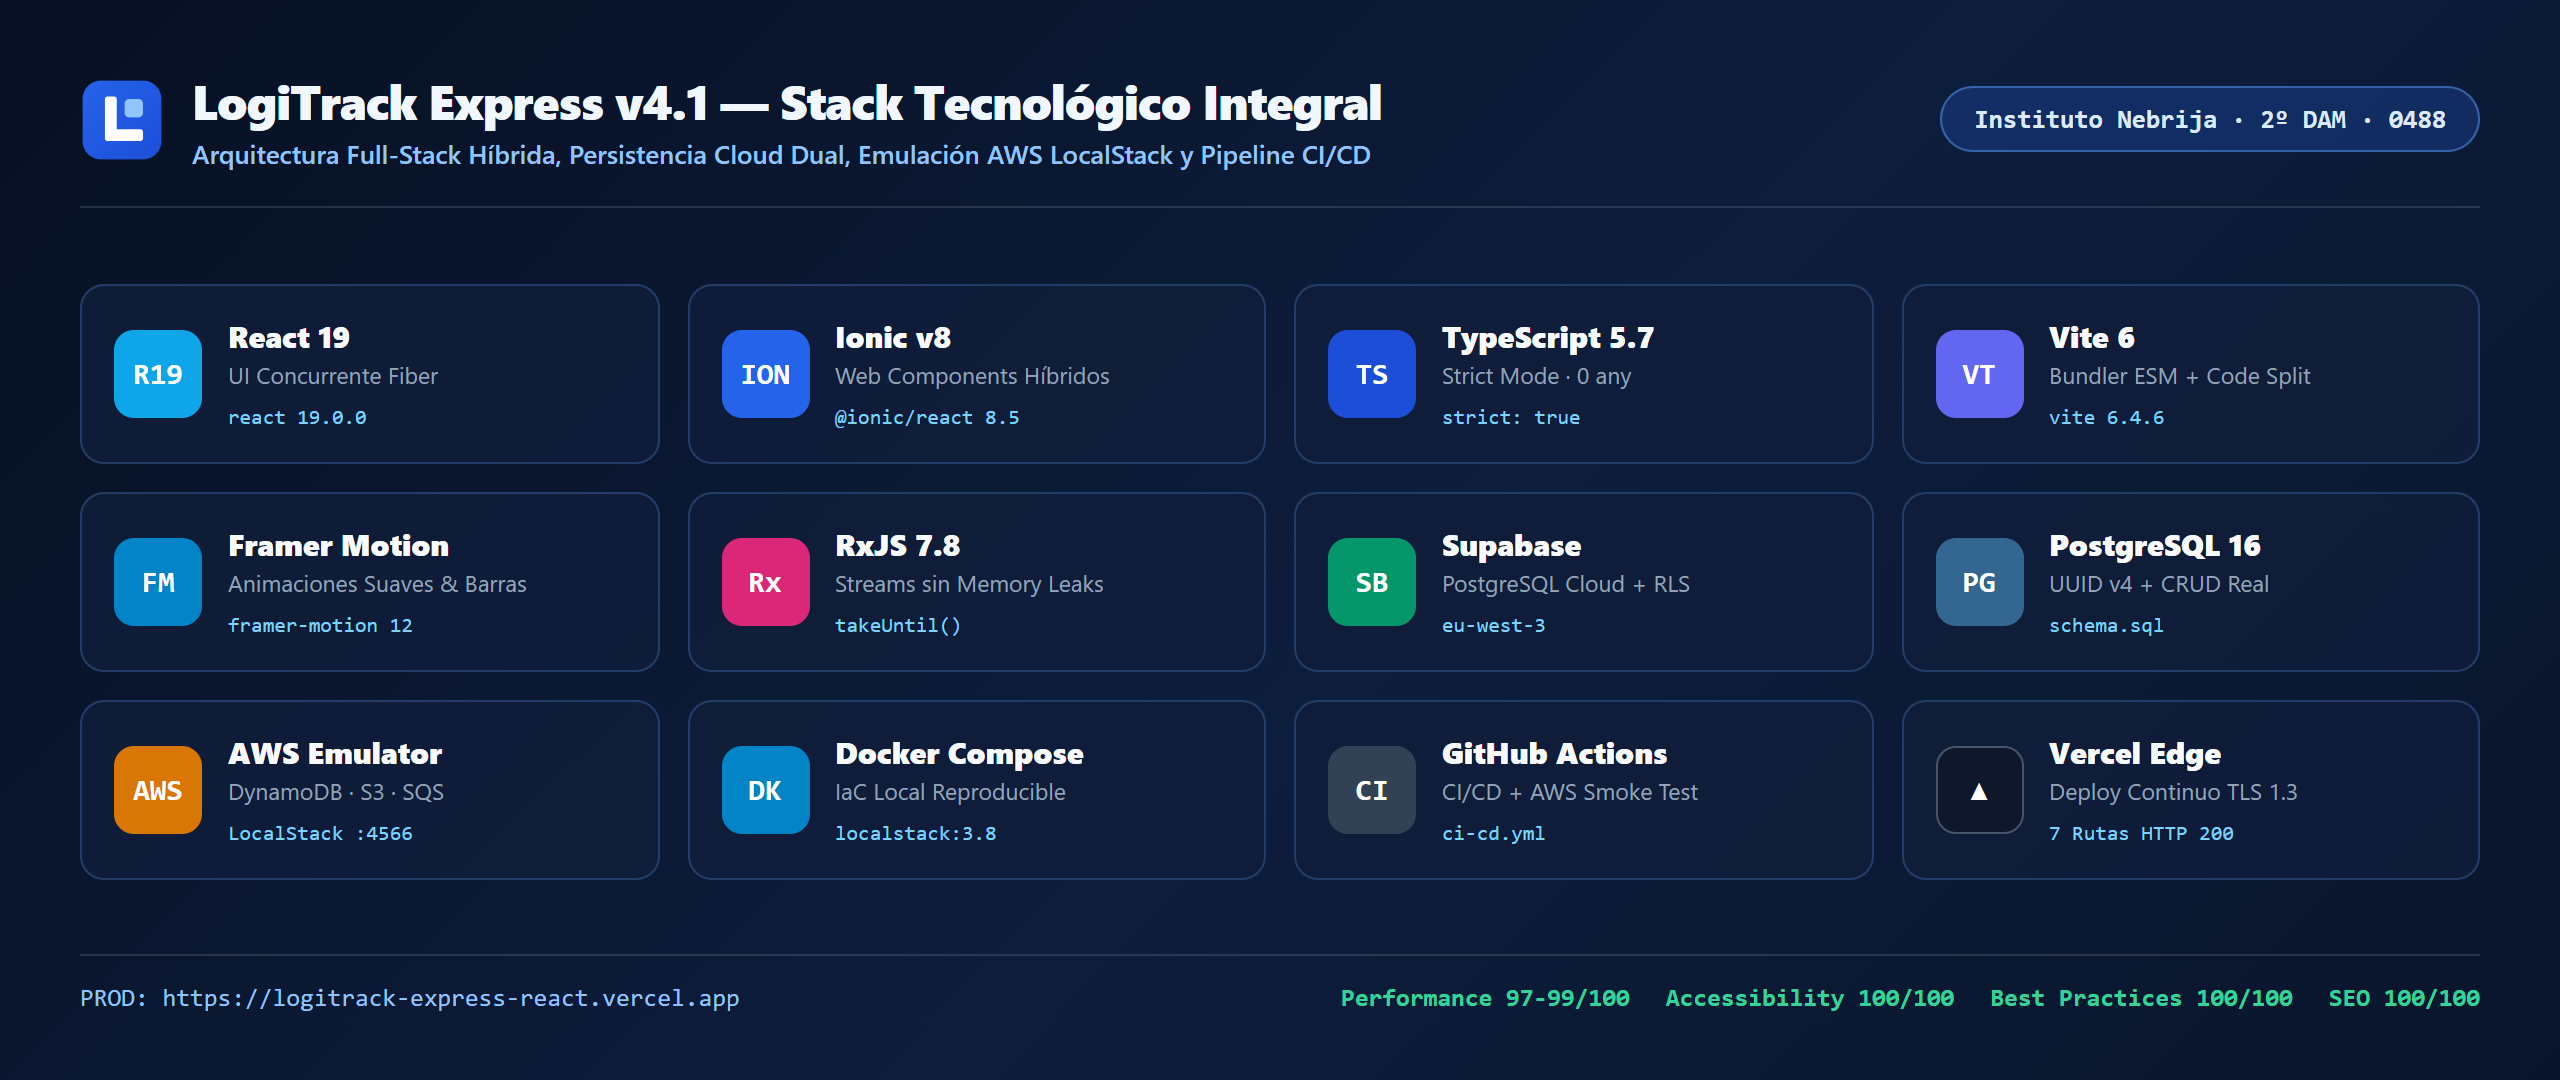 LogiTrack Express v4.1 — Stack Tecnológico Integral
Arquitectura Full-Stack Híbrida, Persistencia Cloud Dual, Emulación AWS LocalStack y Pipeline CI/CD
Instituto Nebrija • 2º DAM • 0488
R19
React 19
UI Concurrente Fiber
react 19.0.0
ION
Ionic v8
Web Components Híbridos
@ionic/react 8.5
TS
TypeScript 5.7
Strict Mode · 0 any
strict: true
VT
Vite 6
Bundler ESM + Code Split
vite 6.4.6
FM
Framer Motion
Animaciones Suaves & Barras
framer-motion 12
Rx
RxJS 7.8
Streams sin Memory Leaks
takeUntil()
SB
Supabase
PostgreSQL Cloud + RLS
eu-west-3
PG
PostgreSQL 16
UUID v4 + CRUD Real
schema.sql
AWS
AWS Emulator
DynamoDB · S3 · SQS
LocalStack :4566
DK
Docker Compose
IaC Local Reproducible
localstack:3.8
CI
GitHub Actions
CI/CD + AWS Smoke Test
ci-cd.yml
▲
Vercel Edge
Deploy Continuo TLS 1.3
7 Rutas HTTP 200
PROD: https://logitrack-express-react.vercel.app
Performance 97-99/100 Accessibility 100/100 Best Practices 100/100 SEO 100/100